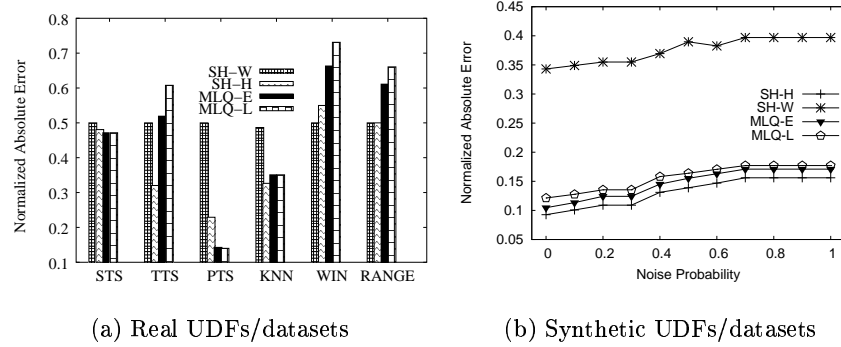 Normalized Absolute Error
0.8
0.7
0.6
0.5
0.4
0.3
0.2
0.1
SH-W
SH-H
MLQ-E
MLQ-L
STS TTS PTS KNN WIN RANGE
(a) Real UDFs/datasets
Normalized Absolute Error
0.45
0.4
0.35
0.3
0.25
0.2
0.15
0.1
0.05
SH-H
SH-W
MLQ-E
MLQ-L
0 0.2 0.4 0.6 0.8 1
Noise Probability
(b) Synthetic UDFs/datasets